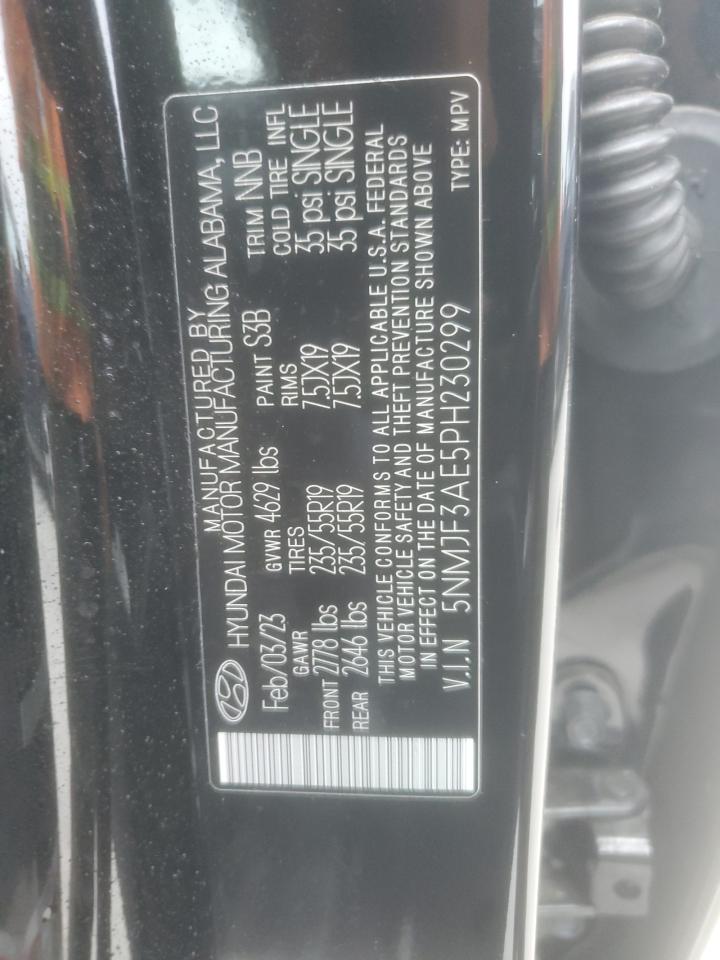 MANUFACTURED BY
HYUNDAI MOTOR MANUFACTURING ALABAMA, LLC
Feb/03/23 GVWR 4629 lbs PAINT S3B TRIM NNB
GAWR TIRES RIMS COLD TIRE INFL
FRONT 2778 lbs 235/55R19 7.5JX19 35 psi SINGLE
REAR 2646 lbs 235/55R19 7.5JX19 35 psi SINGLE
THIS VEHICLE CONFORMS TO ALL APPLICABLE U.S.A. FEDERAL
MOTOR VEHICLE SAFETY AND THEFT PREVENTION STANDARDS
IN EFFECT ON THE DATE OF MANUFACTURE SHOWN ABOVE
V.I.N 5NMJF3AE5PH230299 TYPE: MPV